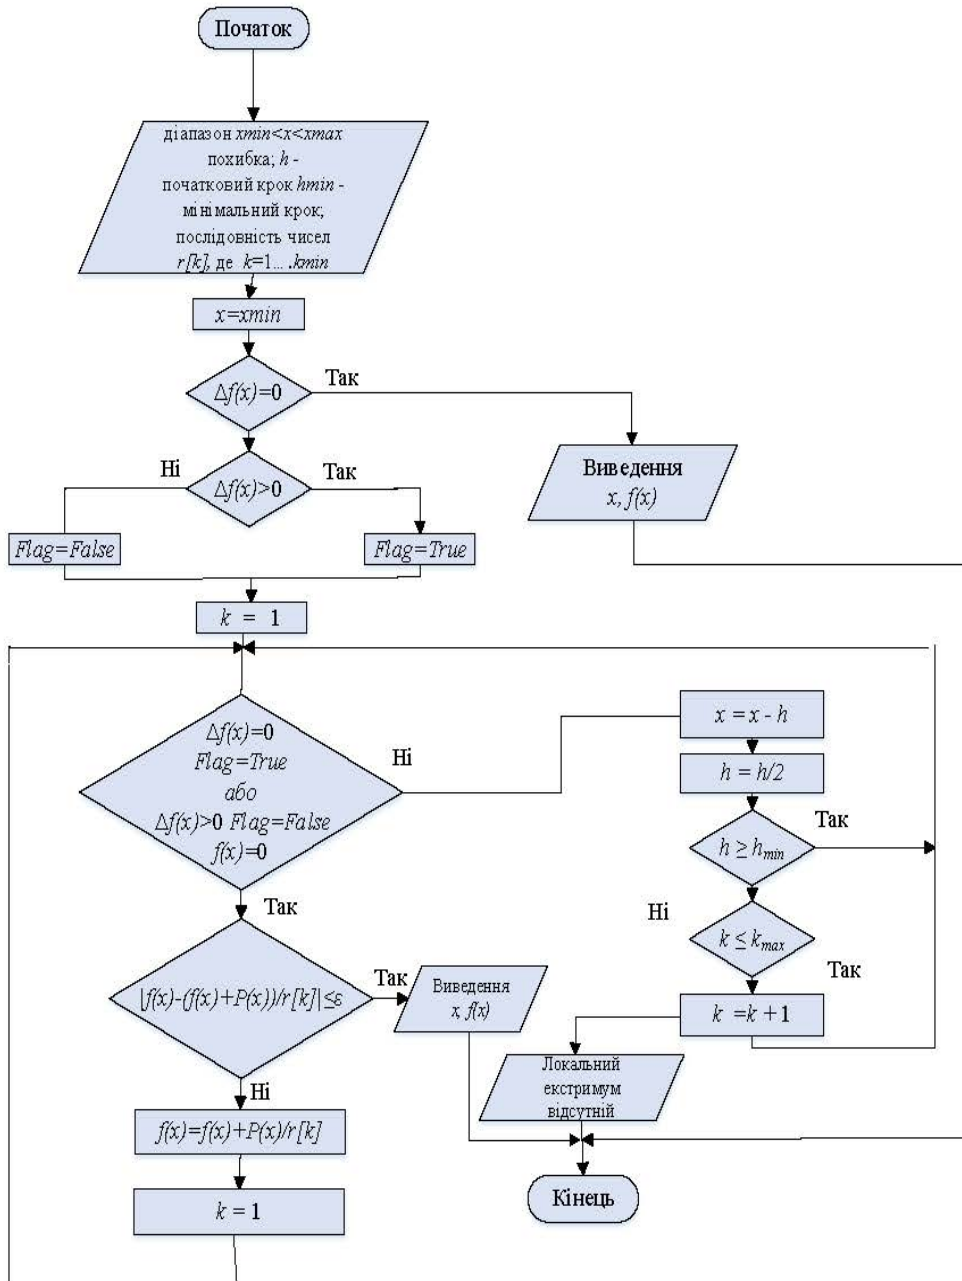 Початок
діапазон xmin<x<xmax
похибка; h -
початковий крок hmin -
мінімальний крок;
послідовність чисел
r[k], де k=1... .kmin
x=xmin
Δf(x)=0
Так
Виведення
x, f(x)
Ні
Δf(x)>0
Так
Flag=False
Flag=True
k = 1
Δf(x)=0
Flag=True
або
Δf(x)>0 Flag=False
f(x)=0
Ні
x = x - h
h = h/2
h ≥ hmin
Так
Ні
k ≤ kmax
Так
k =k + 1
Так
|f(x)-(f(x)+P(x))/r[k]|≤ε
Так
Виведення
x, f(x)
Локальний
екстримум
відсутній
Ні
f(x)=f(x)+P(x)/r[k]
k = 1
Кінець